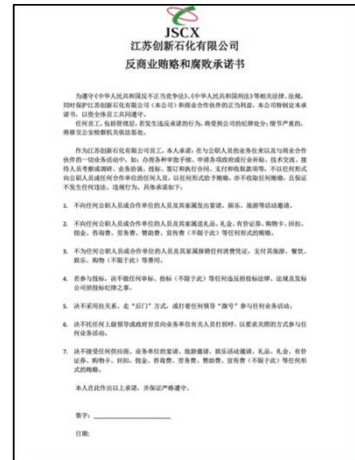 JSCX
江苏创新石化有限公司
反商业贿赂和腐败承诺书
为遵守《中华人民共和国反不正当竞争法》、《中华人民共和国刑法》等相关法律、法规，
同时保护江苏创新石化有限公司（本公司）和商业合作伙伴的正当利益，本公司特制定本承
诺书，以供全体员工共同遵守。
任何员工，包括管理层，若发生违反承诺的行为，将受到公司的纪律处分；情节严重的，
将移交公安检察机关依法惩处。
作为江苏创新石化有限公司员工，本人承诺：在与公职人员的业务往来以及与商业合作
伙伴的一切业务活动中，如：办理各种审批手续、申请各项政府或行业补贴、技术交流、接
待人员考察或调研、业务洽谈、投标、签订和执行合同、支付和收取款项等，不以任何形式
向公职人员或任何合作单位的任何人员，以任何形式给予贿赂，亦不收取任何贿赂，且保证
不发生任何违法、违规行为，具体承诺如下：
1. 不向任何公职人员或合作单位的人员及其家属发出宴请、娱乐、旅游等活动邀请。
2. 不向任何公职人员或合作单位的人员及其家属送礼品、礼金、有价证券、购物卡、回扣、
佣金、咨询费、劳务费、赞助费、宣传费（不限于此）等任何形式的贿赂。
3. 不为任何公职人员或合作单位的人员及其家属报销任何消费凭证，支付其旅游、餐饮、
娱乐、购物（不限于此）等费用。
4. 若参与投标，决不做任何串标、抬标（不限于此）等任何违反招投标法律、法规及发标
公司招投标纪律之事。
5. 决不采用拉关系、走“后门”方式，或打着任何领导“旗号”参与任何业务活动。
6. 决不托任何上级领导或政府官员向业务单位有关人员打招呼，以要求关照的方式参与任
何业务活动。
7. 决不接受任何供应商、业务单位的宴请、旅游邀请、娱乐活动邀请、礼品、礼金、有价
证券、购物卡、回扣、佣金、咨询费、劳务费、赞助费、宣传费（不限于此）等任何形
式的贿赂。
本人在此作出以上承诺，并保证严格遵守。
签字：
日期：